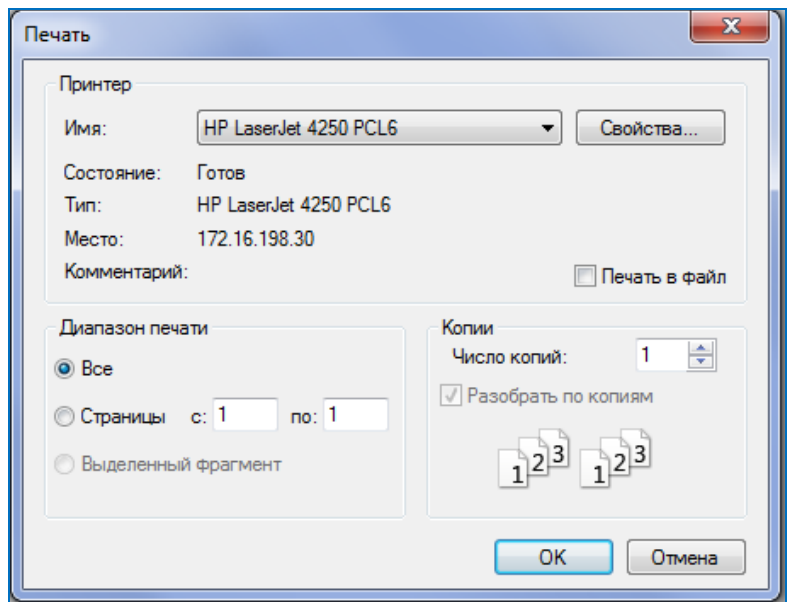 Печать
Принтер
Имя: HP LaserJet 4250 PCL6 Свойства...
Состояние: Готов
Тип: HP LaserJet 4250 PCL6
Место: 172.16.198.30
Комментарий: Печать в файл
Диапазон печати
Все
Страницы с: 1 по: 1
Выделенный фрагмент
Копии
Число копий: 1
Разобрать по копиям
1 2 3 1 2 3
OK Отмена